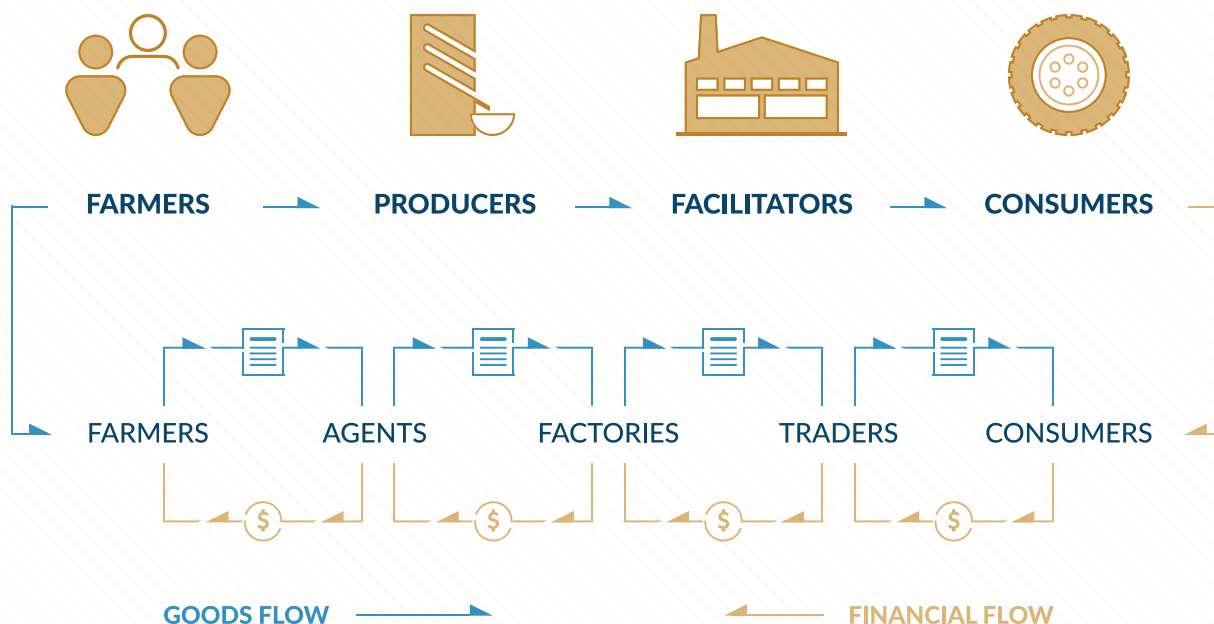 FARMERS PRODUCERS FACILITATORS CONSUMERS
FARMERS AGENTS FACTORIES TRADERS CONSUMERS
$ $ $ $
GOODS FLOW FINANCIAL FLOW